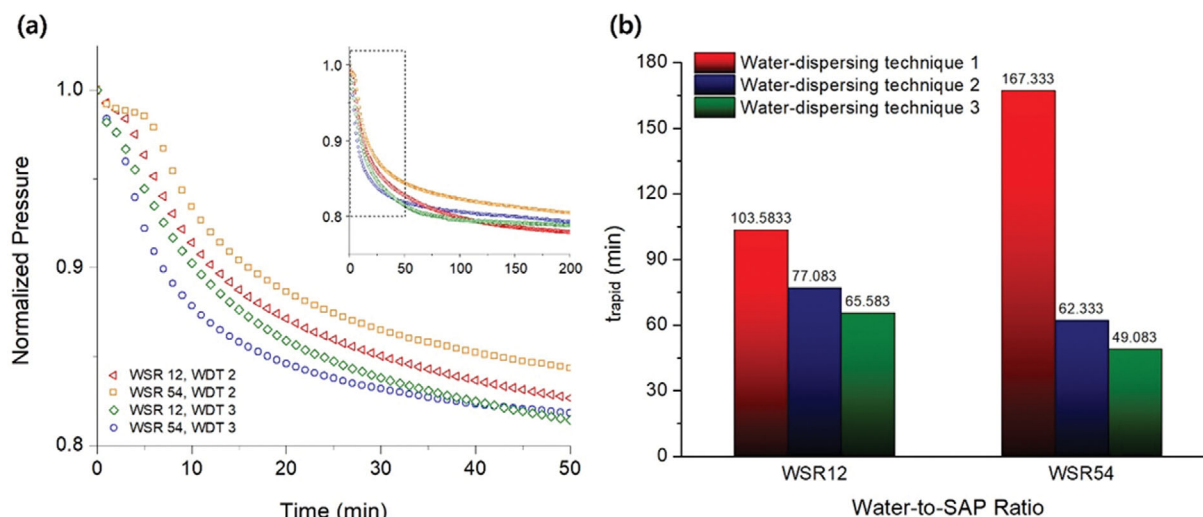 (a)
1.0
0.9
0.8
Normalized Pressure
0
10
20
30
40
50
Time (min)
WSR 12, WDT 2
WSR 54, WDT 2
WSR 12, WDT 3
WSR 54, WDT 3
1.0
0.9
0.8
0
50
100
150
200
(b)
180
150
120
90
60
30
0
trapid (min)
Water-dispersing technique 1
Water-dispersing technique 2
Water-dispersing technique 3
103.5833
77.083
65.583
167.333
62.333
49.083
WSR12
WSR54
Water-to-SAP Ratio